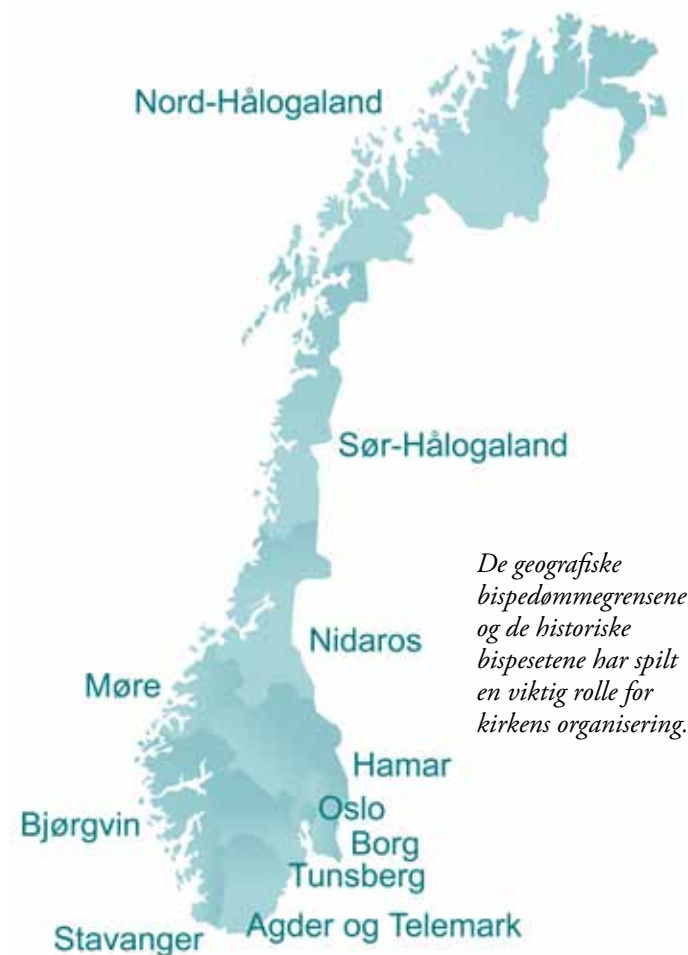 Nord-Hålogaland
Sør-Hålogaland
De geografiske
bispedømmegrensene
og de historiske
bispesetene har spilt
en viktig rolle for
kirkens organisering.
Nidaros
Møre
Hamar
Oslo
Bjørgvin
Borg
Tunsberg
Agder og Telemark
Stavanger